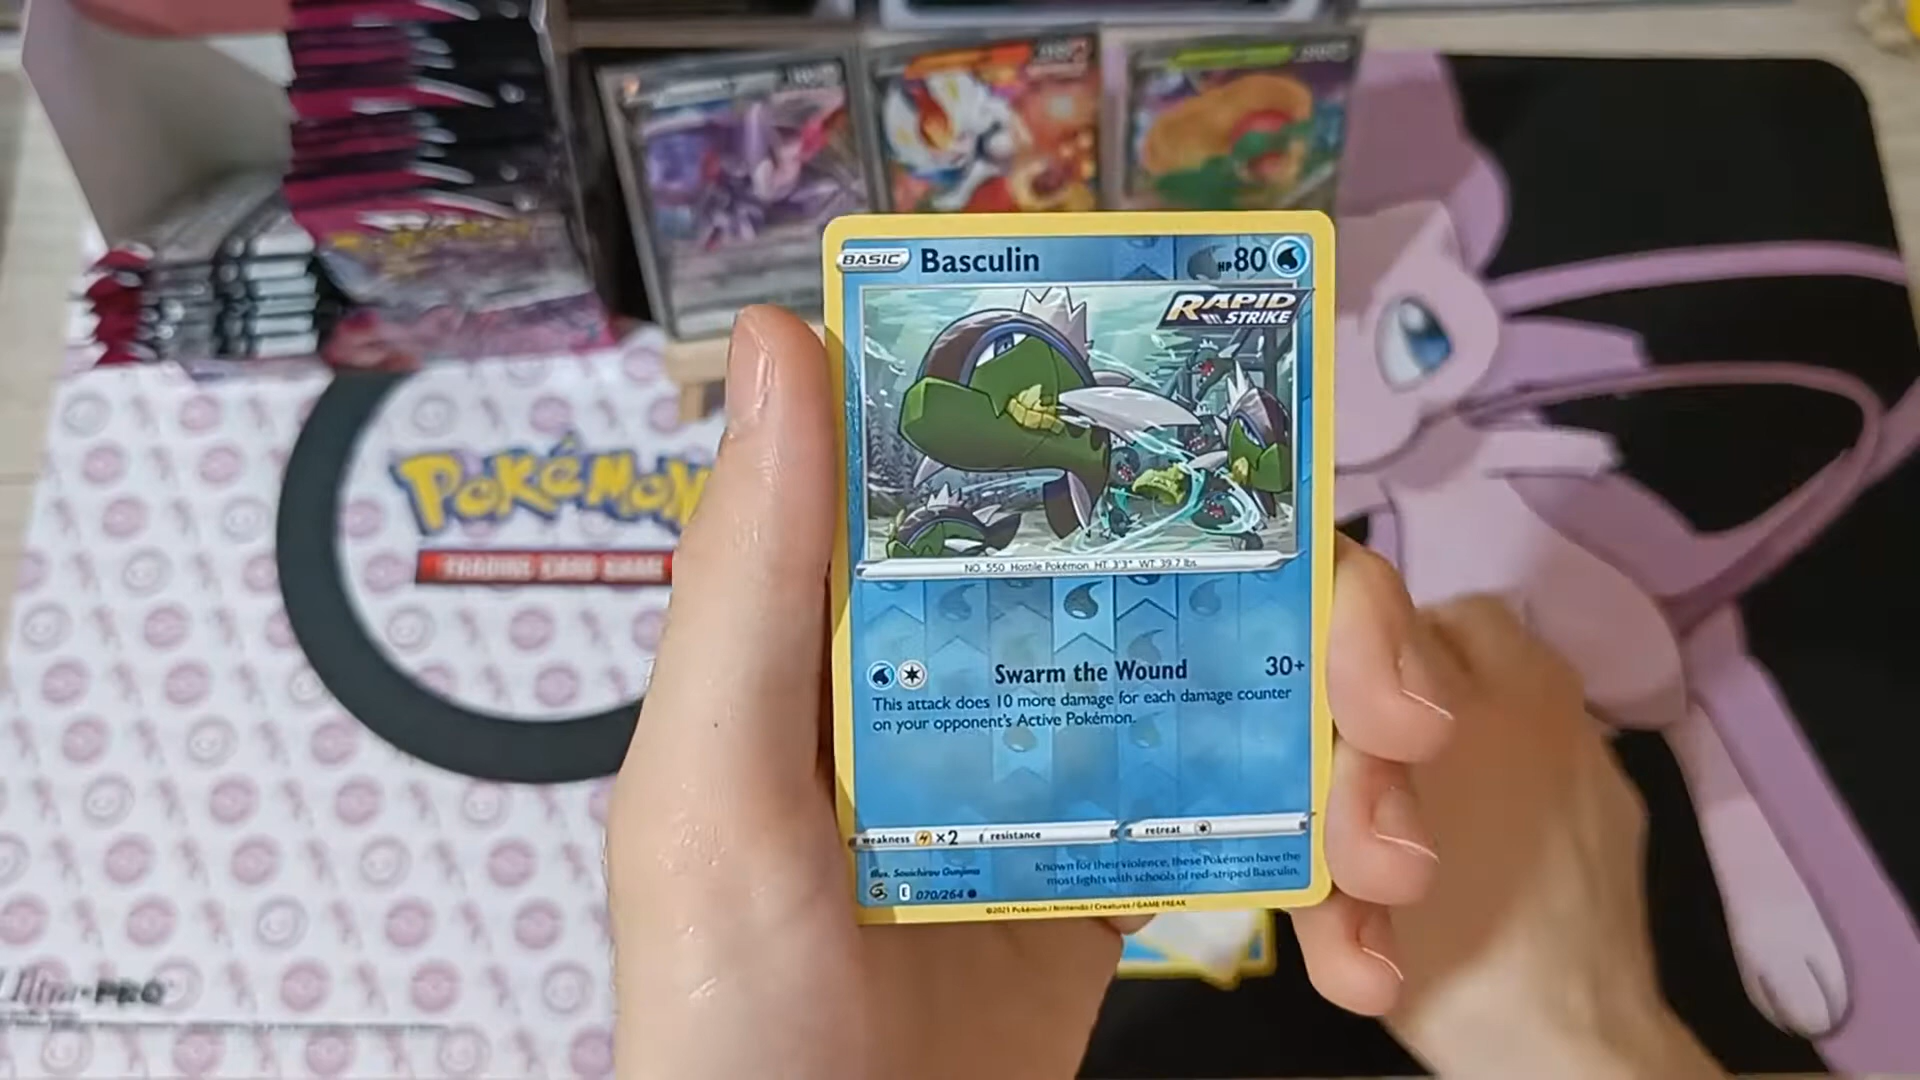 BASIC Basculin HP 80
RAPID
STRIKE
NO. 550 Hostile Pokémon HT 3'3" WT 39.7 lbs
Swarm the Wound 30+
This attack does 10 more damage for each damage counter
on your opponent's Active Pokémon.
weakness ×2 resistance retreat
Illus. Souichirou Gunjima
Known for their violence, these Pokémon have the
most fights with schools of red-striped Basculin.
E 070/264
©2021 Pokémon / Nintendo / Creatures / GAME FREAK
POKÉMON
TRADING CARD GAME
Ultra·PRO